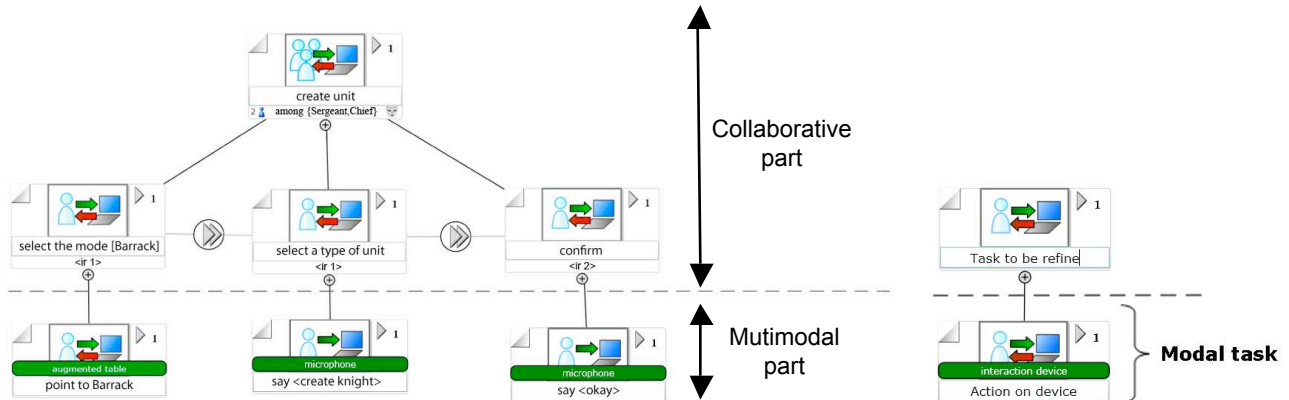 1
create unit
2 among {Sergeant,Chief}
Collaborative
part
1
select the mode [Barrack]
<ir 1>
1
select a type of unit
<ir 1>
1
confirm
<ir 2>
1
Task to be refine
1
augmented table
point to Barrack
1
microphone
say <create knight>
1
microphone
say <okay>
Mutimodal
part
1
interaction device
Action on device
Modal task